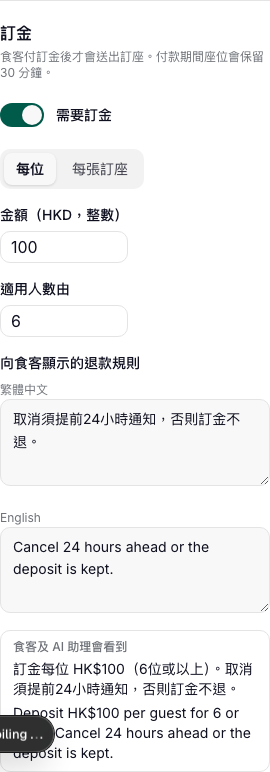 訂金
食客付訂金後才會送出訂座。付款期間座位會保留
30 分鐘。
需要訂金
每位
每張訂座
金額（HKD，整數）
100
適用人數由
6
向食客顯示的退款規則
繁體中文
取消須提前24小時通知，否則訂金不
退。
English
Cancel 24 hours ahead or the
deposit is kept.
食客及 AI 助理會看到
訂金每位 HK$100（6位或以上）。取消
須提前24小時通知，否則訂金不退。
Deposit HK$100 per guest for 6 or
Cancel 24 hours ahead or the
deposit is kept.
piling ...